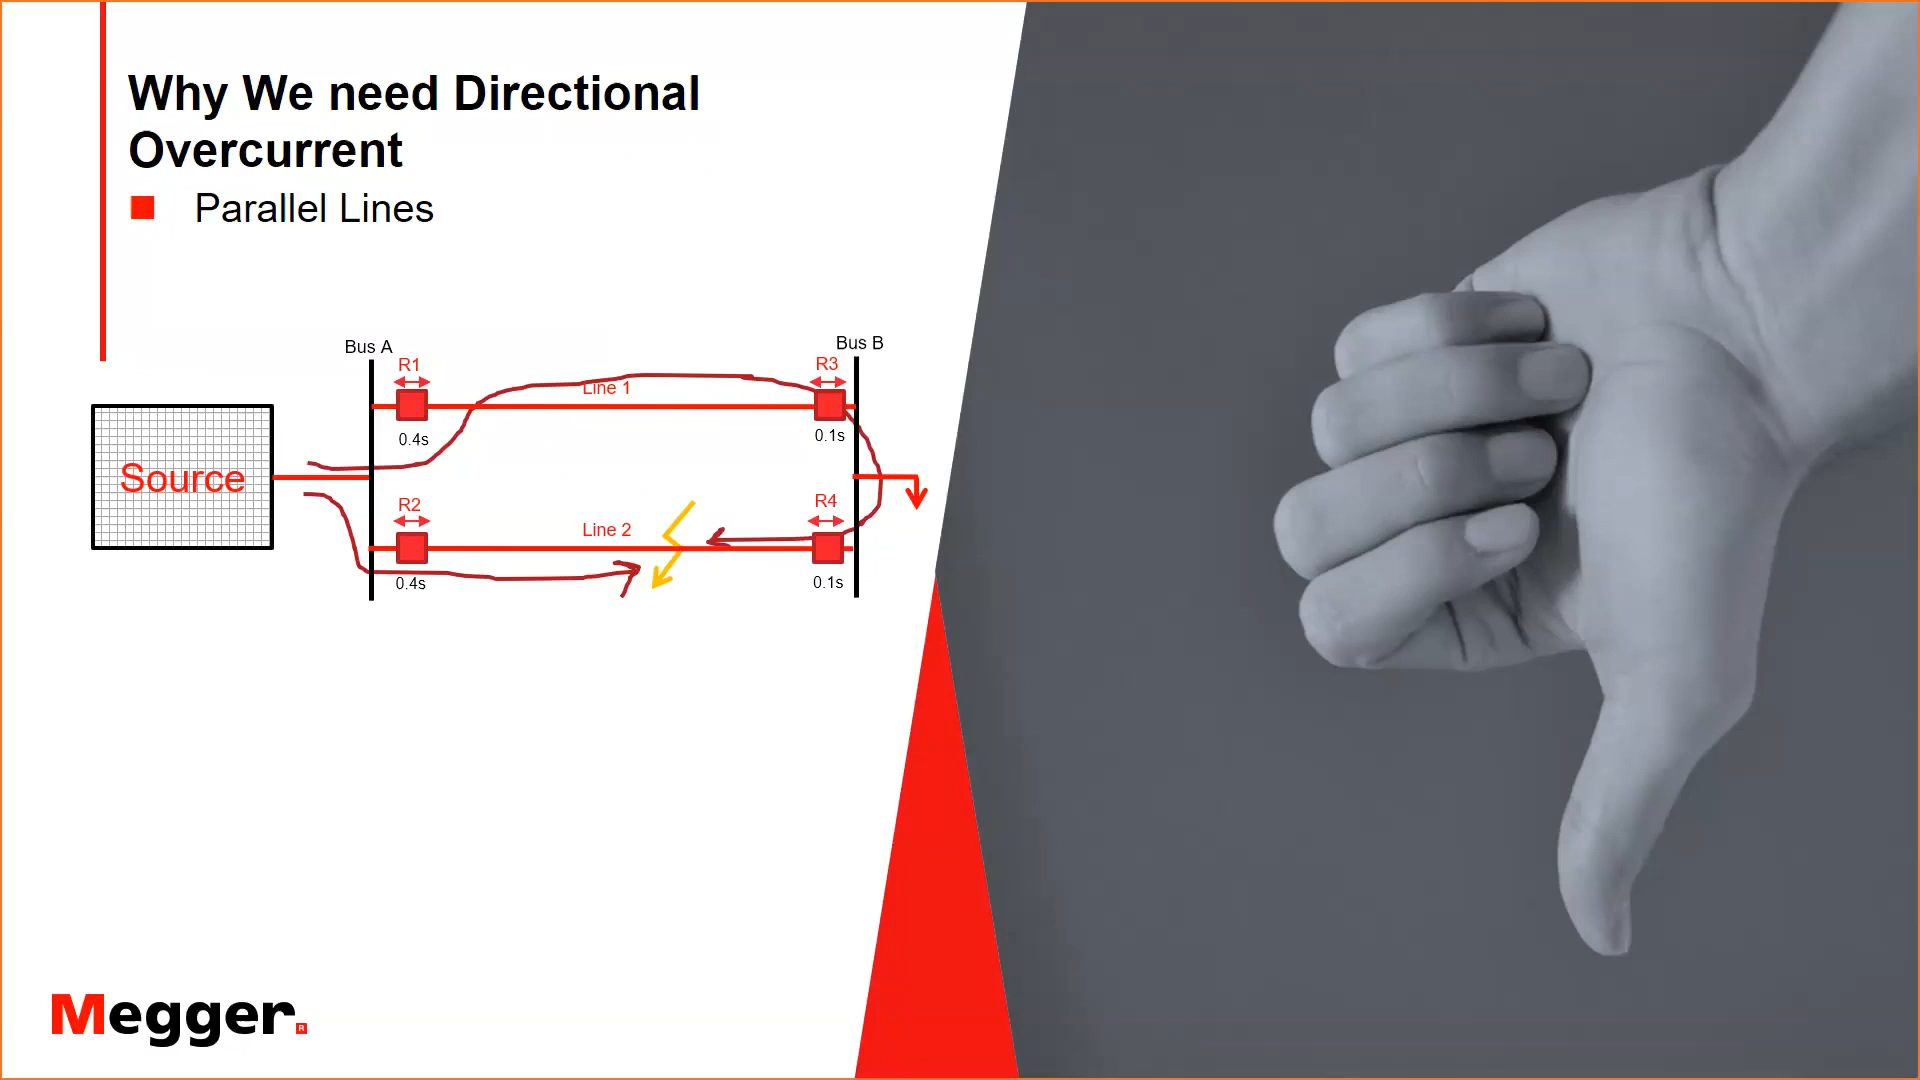 Why We need Directional
Overcurrent
Parallel Lines
Bus A
Bus B
R1
R3
Line 1
0.4s
0.1s
Source
R2
R4
Line 2
0.4s
0.1s
Megger.
R